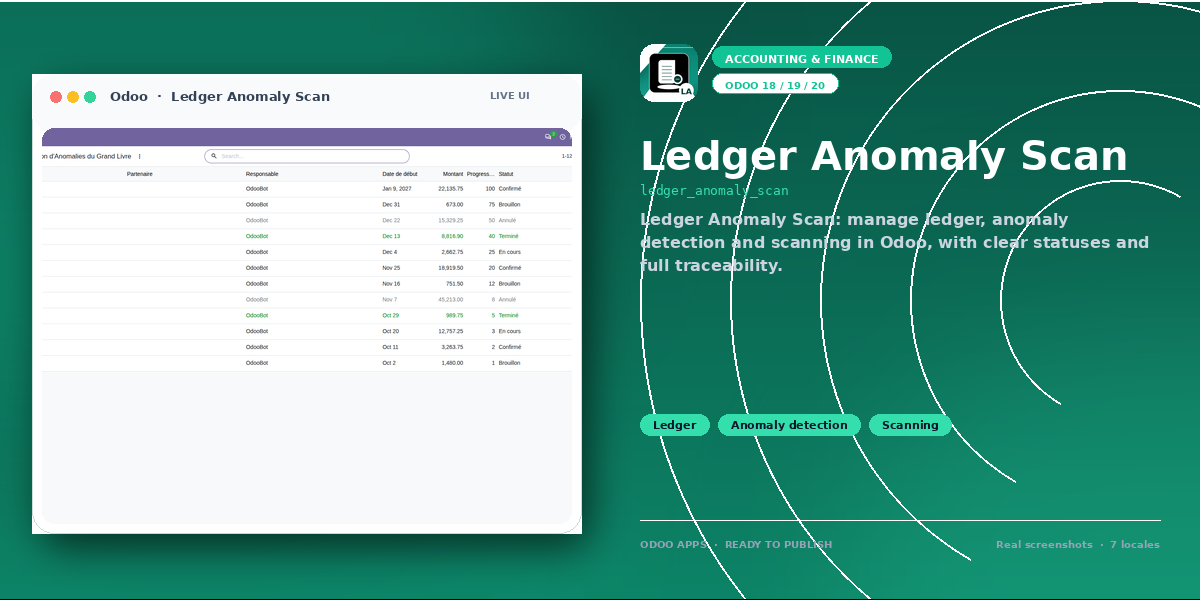 Odoo · Ledger Anomaly Scan
LIVE UI
n d'Anomalies du Grand Livre
Search...
1-12
Partenaire Responsable Date de début Montant Progress... Statut
OdooBot Jan 9, 2027 22,135.75 100 Confirmé
OdooBot Dec 31 673.00 75 Brouillon
OdooBot Dec 22 15,329.25 50 Annulé
OdooBot Dec 13 8,816.90 40 Terminé
OdooBot Dec 4 2,662.75 25 En cours
OdooBot Nov 25 18,919.50 20 Confirmé
OdooBot Nov 16 751.50 12 Brouillon
OdooBot Nov 7 45,213.00 8 Annulé
OdooBot Oct 29 989.75 5 Terminé
OdooBot Oct 20 12,757.25 3 En cours
OdooBot Oct 11 3,263.75 2 Confirmé
OdooBot Oct 2 1,480.00 1 Brouillon
LA
ACCOUNTING & FINANCE
ODOO 18 / 19 / 20
Ledger Anomaly Scan
ledger_anomaly_scan
Ledger Anomaly Scan: manage ledger, anomaly
detection and scanning in Odoo, with clear statuses and
full traceability.
Ledger
Anomaly detection
Scanning
ODOO APPS · READY TO PUBLISH
Real screenshots · 7 locales